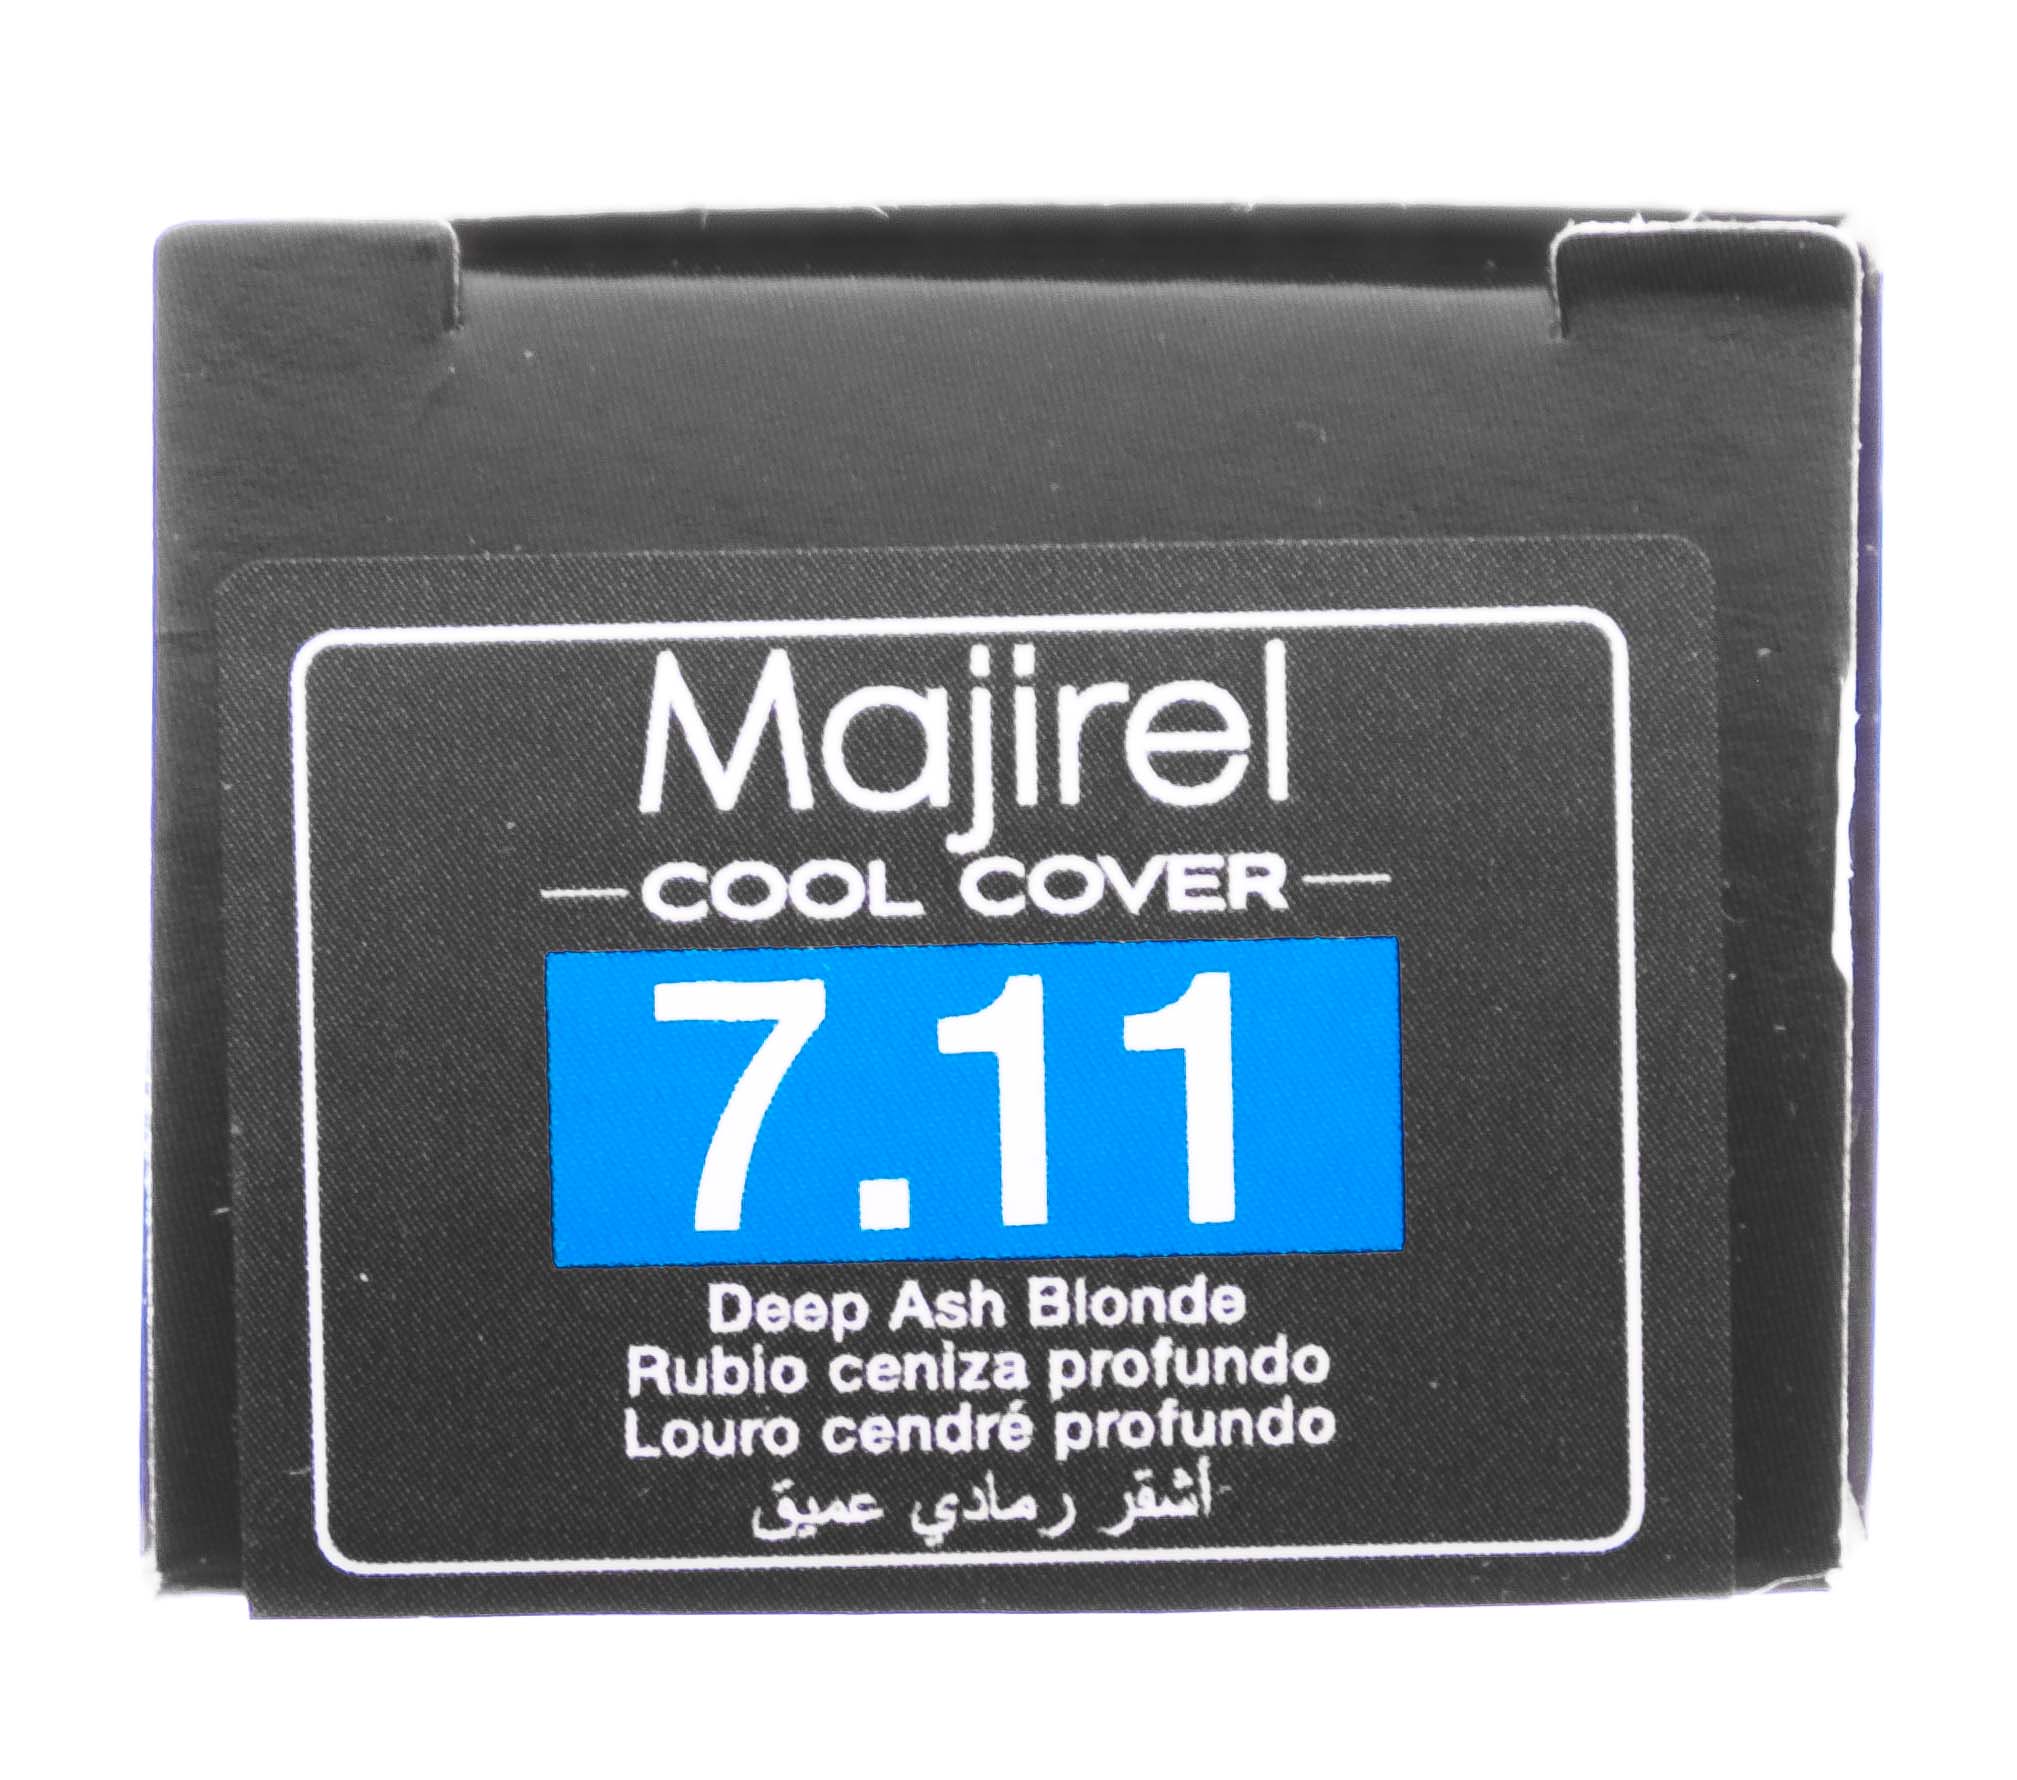 Majirel
COOL COVER
7.11
Deep Ash Blonde
Rubio ceniza profundo
Louro cendré profundo
أشقر رمادي عميق